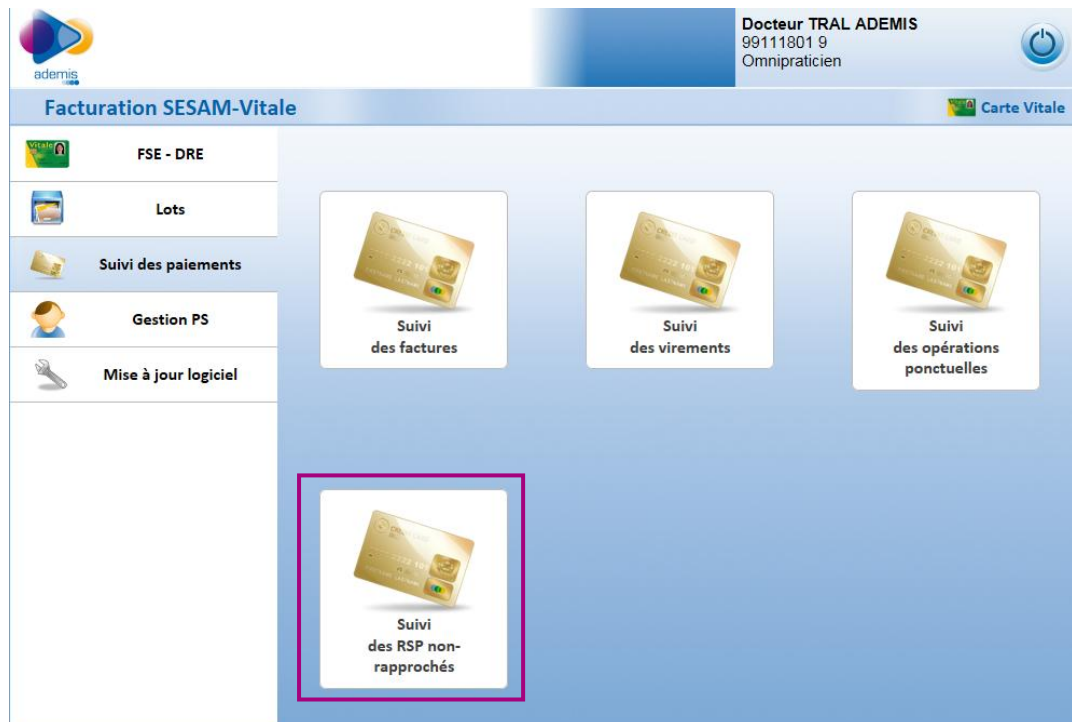 ademis
Docteur TRAL ADEMIS
99111801 9
Omnipraticien
Facturation SESAM-Vitale
Carte Vitale
Vitale
FSE - DRE
Lots
Suivi des paiements
Gestion PS
Mise à jour logiciel
Suivi
des factures
Suivi
des virements
Suivi
des opérations
ponctuelles
Suivi
des RSP non-
rapprochés